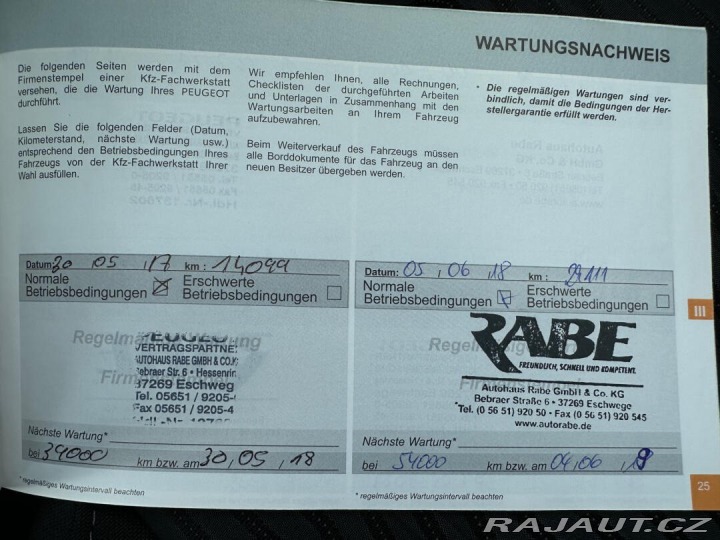 WARTUNGSNACHWEIS
Die folgenden Seiten werden mit dem
Firmenstempel einer Kfz-Fachwerkstatt
versehen, die die Wartung Ihres PEUGEOT
durchführt.
Lassen Sie die folgenden Felder (Datum,
Kilometerstand, nächste Wartung usw.)
entsprechend den Betriebsbedingungen Ihres
Fahrzeugs von der Kfz-Fachwerkstatt Ihrer
Wahl ausfüllen.
Wir empfehlen Ihnen, alle Rechnungen,
Checklisten der durchgeführten Arbeiten
und Unterlagen in Zusammenhang mit den
Wartungsarbeiten an Ihrem Fahrzeug
aufzubewahren.
Beim Weiterverkauf des Fahrzeugs müssen
alle Borddokumente für das Fahrzeug an den
neuen Besitzer übergeben werden.
• Die regelmäßigen Wartungen sind ver-
bindlich, damit die Bedingungen der Her-
stellergarantie erfüllt werden.
Datum: 30 05 17 km : 14099
Normale
Betriebsbedingungen
Erschwerte
Betriebsbedingungen
PEUGEOT
VERTRAGSPARTNE
AUTOHAUS RABE GMBH & CO.K
Bebraer Str. 6 • Hessenrin
37269 Eschweg
Tel. 05651 / 9205-
Fax 05651 / 9205-
Nächste Wartung*
bei 34000 km bzw. am 30,05,18
* regelmäßiges Wartungsintervall beachten
Datum: 05,06,18 km : 29111
Normale
Betriebsbedingungen
Erschwerte
Betriebsbedingungen
RABE
FREUNDLICH, SCHNELL UND KOMPETENT.
Autohaus Rabe GmbH & Co. KG
Bebraer Straße 6 • 37269 Eschwege
Tel. (0 56 51) 920 50 • Fax (0 56 51) 920 545
www.autorabe.de
Nächste Wartung*
bei 54000 km bzw. am 04,06,19
* regelmäßiges Wartungsintervall beachten
III
25
RAJAUT.CZ